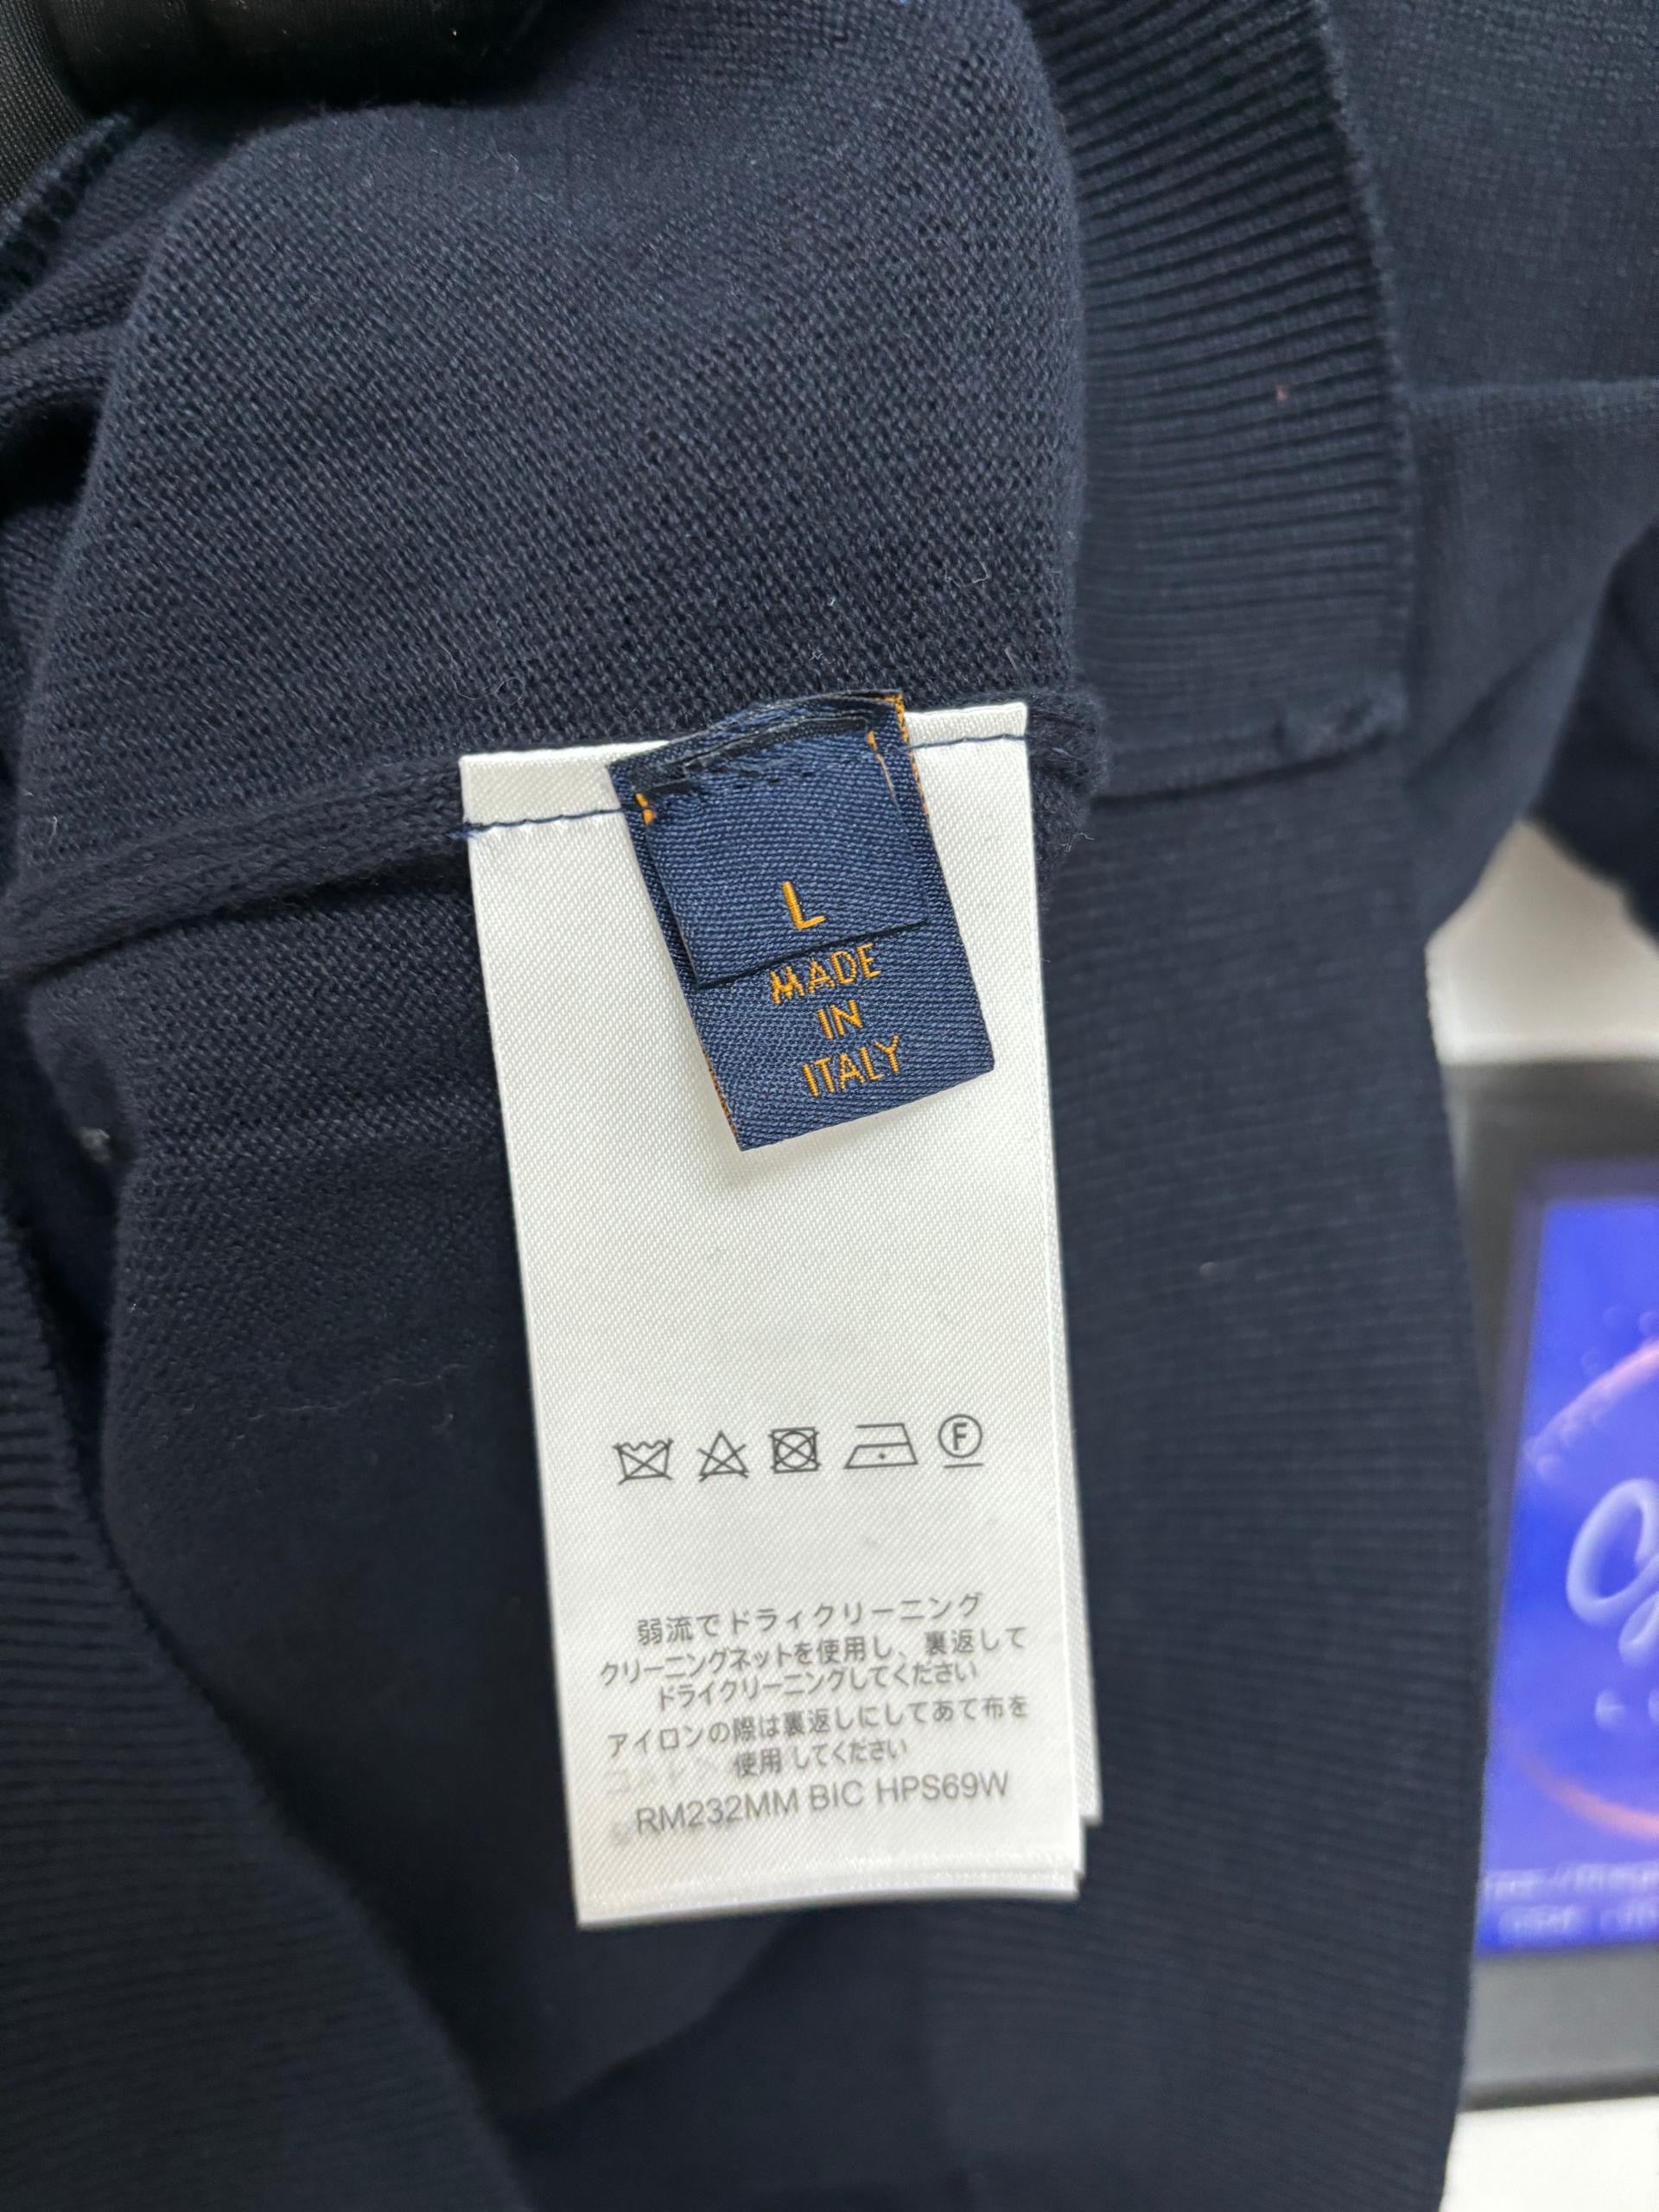 L
MADE
IN
ITALY
F
弱流でドライクリーニング
クリーニングネットを使用し、裏返して
ドライクリーニングしてください
アイロンの際は裏返しにしてあて布を
使用してください
RM232MM BIC HPS69W